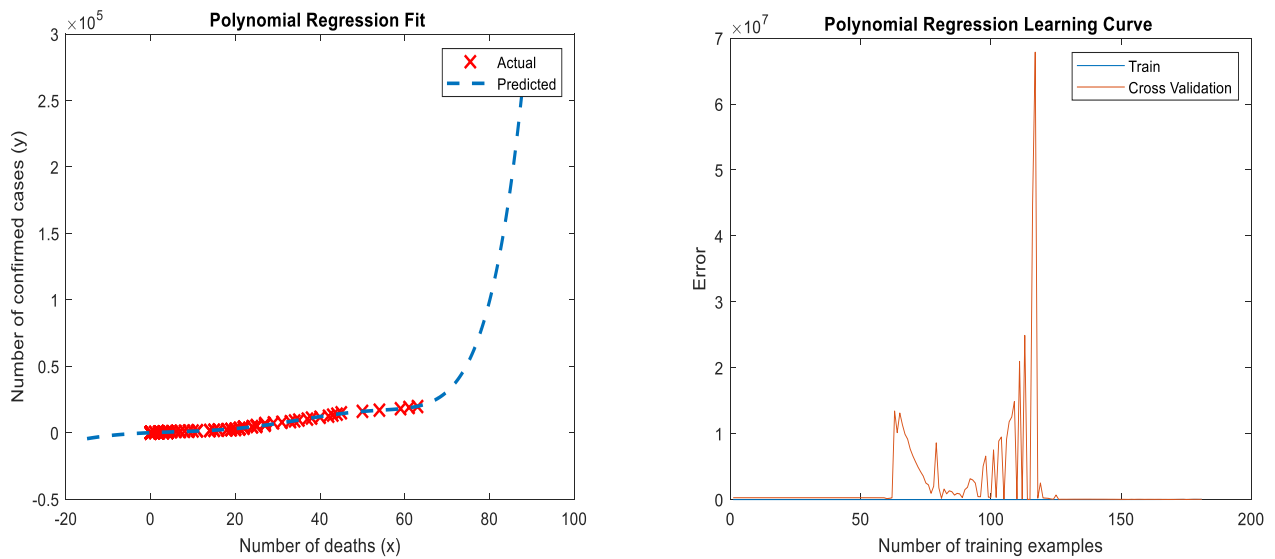 Polynomial Regression Fit
×10^5
3
2.5
2
1.5
1
0.5
0
-0.5
-20 0 20 40 60 80 100
Number of deaths (x)
Number of confirmed cases (y)
Actual
Predicted
Polynomial Regression Learning Curve
×10^7
7
6
5
4
3
2
1
0
0 50 100 150 200
Number of training examples
Error
Train
Cross Validation